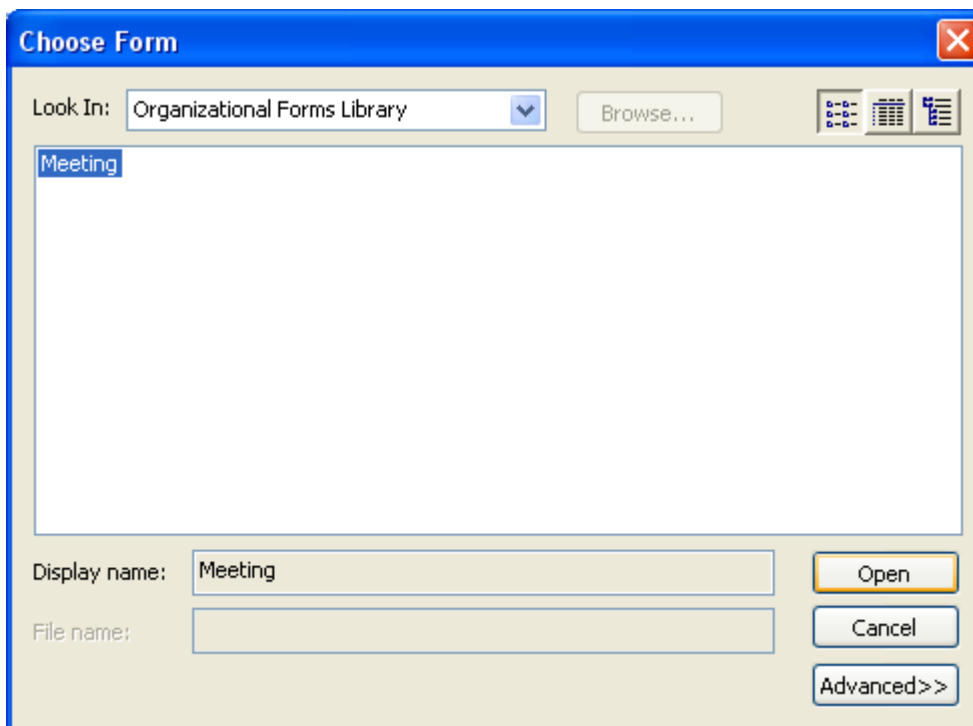 Choose Form
Look In: Organizational Forms Library Browse...
Meeting
Display name: Meeting Open
File name: Cancel
Advanced>>